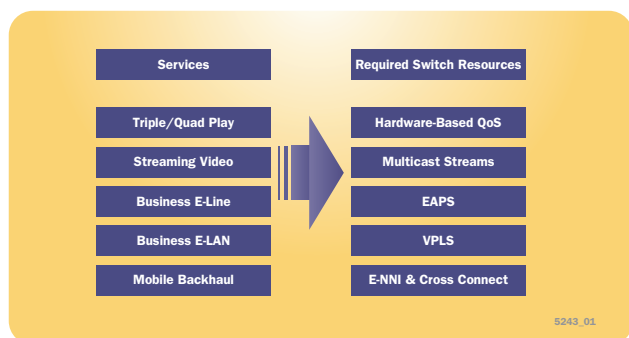 Services
Required Switch Resources
Triple/Quad Play
Hardware-Based QoS
Streaming Video
Multicast Streams
Business E-Line
EAPS
Business E-LAN
VPLS
Mobile Backhaul
E-NNI & Cross Connect
5243_01